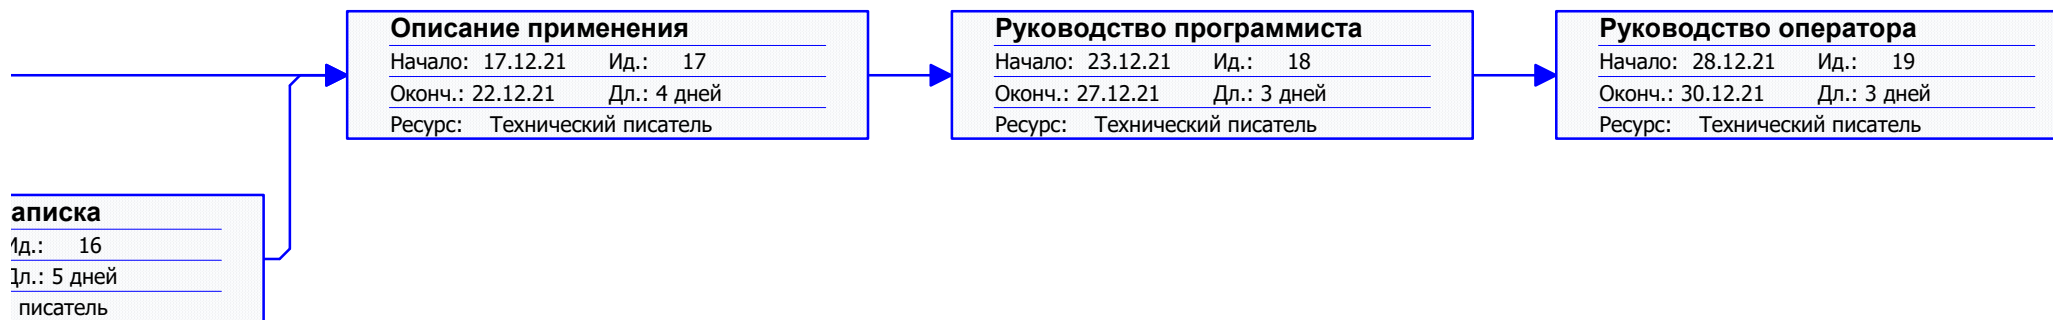 Описание применения
Начало: 17.12.21 Ид.: 17
Оконч.: 22.12.21 Дл.: 4 дней
Ресурс: Технический писатель
Руководство программиста
Начало: 23.12.21 Ид.: 18
Оконч.: 27.12.21 Дл.: 3 дней
Ресурс: Технический писатель
Руководство оператора
Начало: 28.12.21 Ид.: 19
Оконч.: 30.12.21 Дл.: 3 дней
Ресурс: Технический писатель
аписка
Ид.: 16
Дл.: 5 дней
писатель